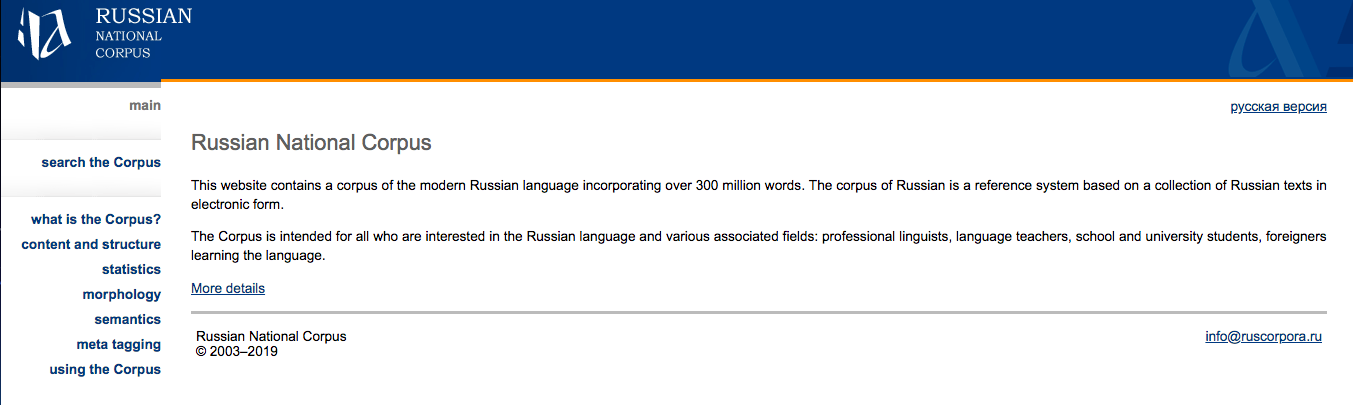 RUSSIAN
NATIONAL
CORPUS
main
search the Corpus
what is the Corpus?
content and structure
statistics
morphology
semantics
meta tagging
using the Corpus
русская версия
Russian National Corpus
This website contains a corpus of the modern Russian language incorporating over 300 million words. The corpus of Russian is a reference system based on a collection of Russian texts in
electronic form.
The Corpus is intended for all who are interested in the Russian language and various associated fields: professional linguists, language teachers, school and university students, foreigners
learning the language.
More details
Russian National Corpus
© 2003–2019
info@ruscorpora.ru